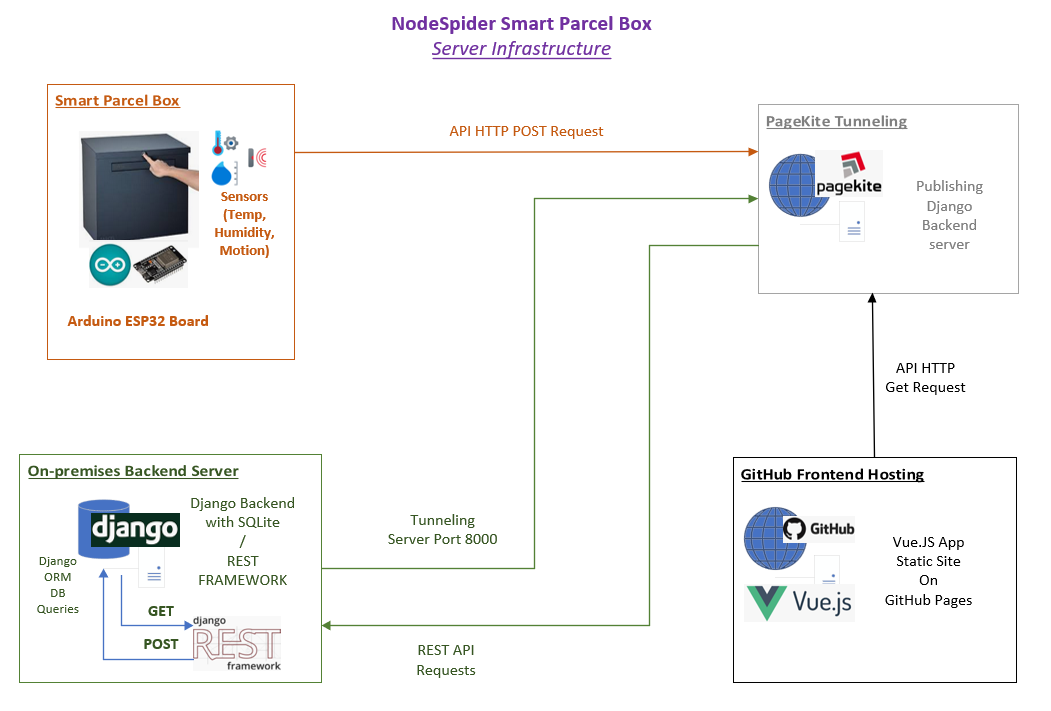 NodeSpider Smart Parcel Box
Server Infrastructure
Smart Parcel Box
Sensors
(Temp,
Humidity,
Motion)
Arduino ESP32 Board
API HTTP POST Request
PageKite Tunneling
pagekite
Publishing
Django
Backend
server
API HTTP
Get Request
On-premises Backend Server
django
Django Backend
with SQLite
/
REST
FRAMEWORK
Django
ORM
DB
Queries
GET
POST
django
REST
framework
Tunneling
Server Port 8000
REST API
Requests
GitHub Frontend Hosting
GitHub
Vue.js
Vue.JS App
Static Site
On
GitHub Pages